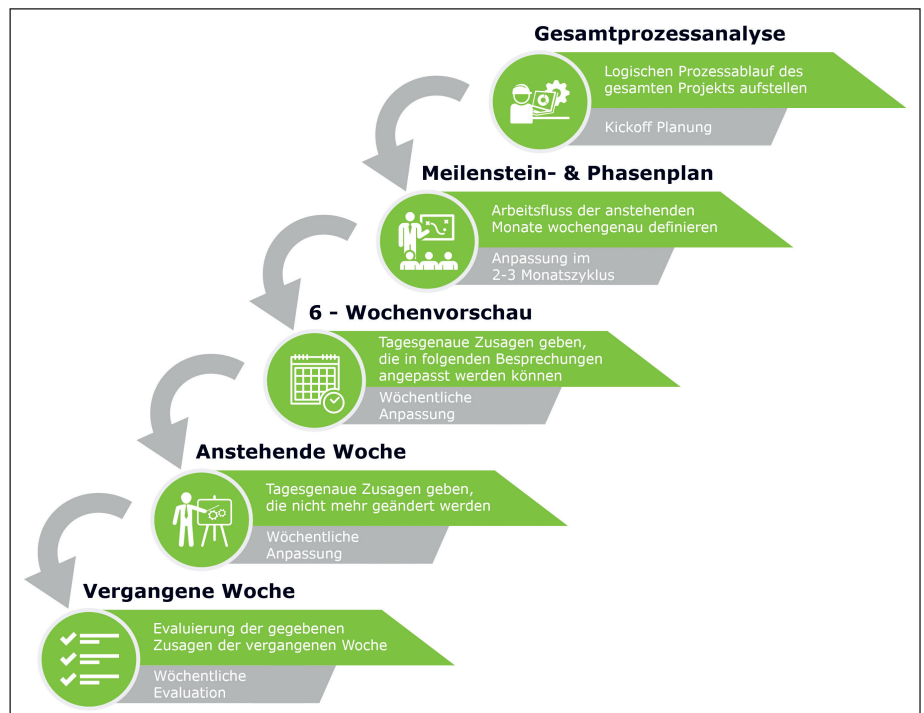 Gesamtprozessanalyse
Logischen Prozessablauf des
gesamten Projekts aufstellen
Kickoff Planung
Meilenstein- & Phasenplan
Arbeitsfluss der anstehenden
Monate wochengenau definieren
Anpassung im
2-3 Monatszyklus
6 - Wochenvorschau
Tagesgenaue Zusagen geben,
die in folgenden Besprechungen
angepasst werden können
Wöchentliche
Anpassung
Anstehende Woche
Tagesgenaue Zusagen geben,
die nicht mehr geändert werden
Wöchentliche
Anpassung
Vergangene Woche
Evaluierung der gegebenen
Zusagen der vergangenen Woche
Wöchentliche
Evaluation